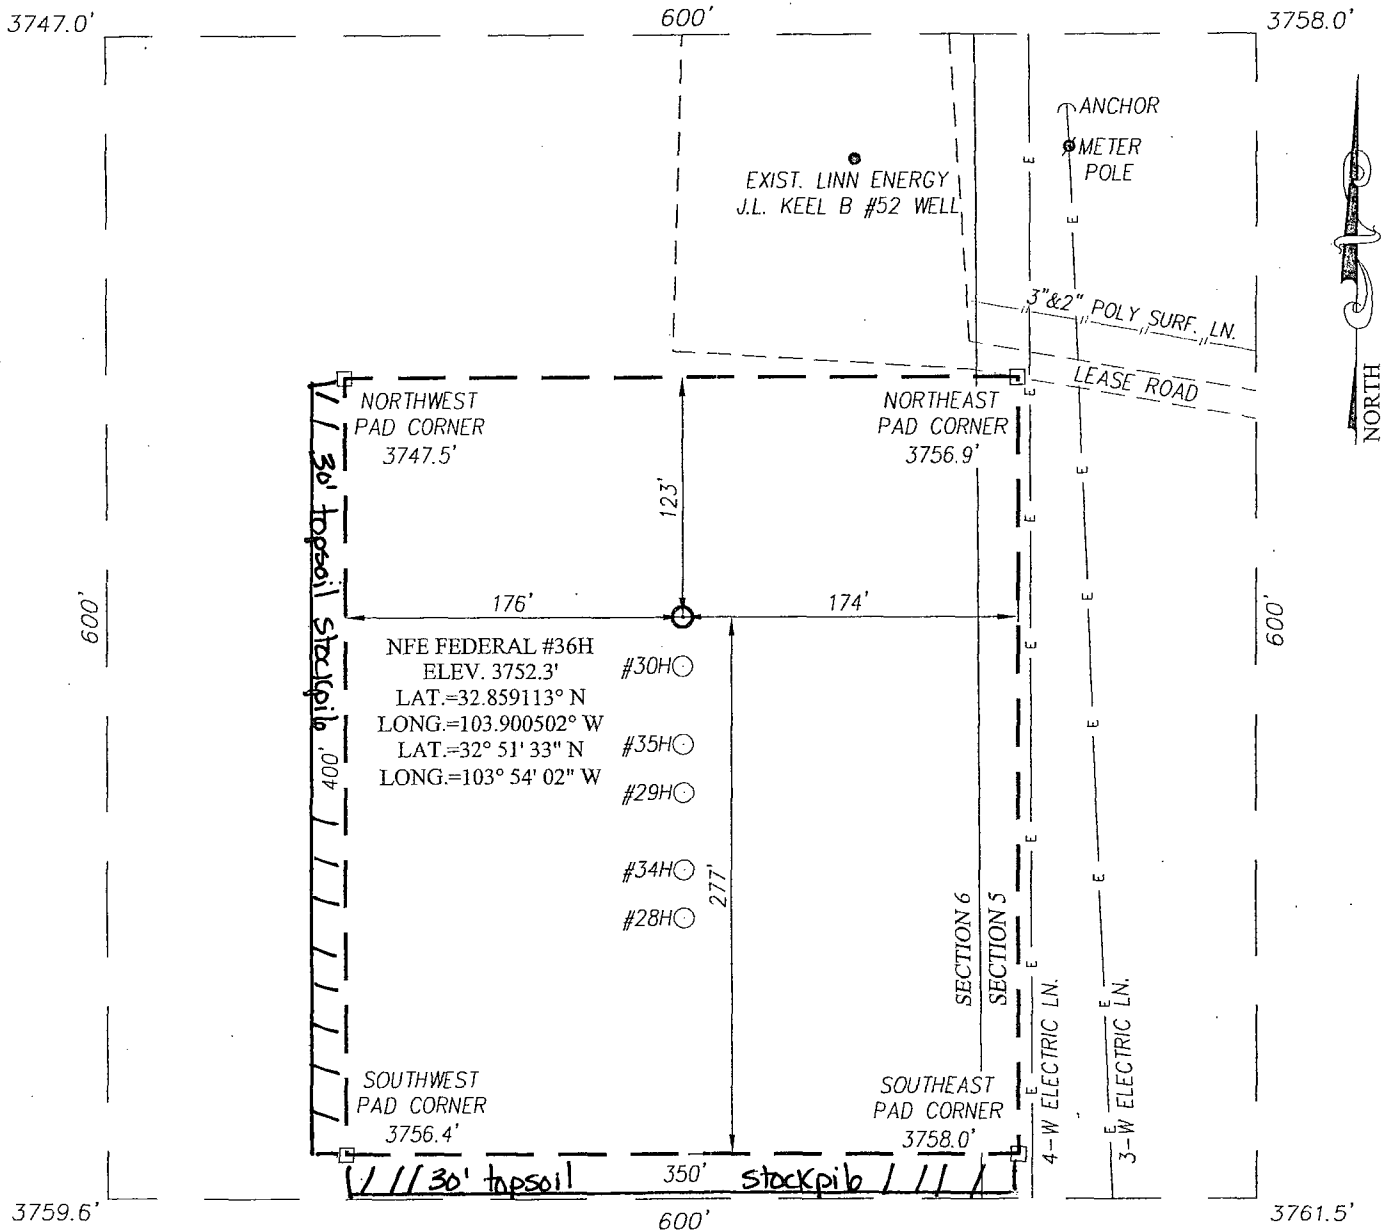 3747.0'
600'
3758.0'
ANCHOR
METER
POLE
EXIST. LINN ENERGY
J.L. KEEL B #52 WELL
E
E
3"&2" POLY SURF. LN.
LEASE ROAD
NORTH
NORTHWEST
PAD CORNER
3747.5'
NORTHEAST
PAD CORNER
3756.9'
E
E
E
E
E
E
E
E
E
E
E
E
30' topsoil stockpile
123'
176'
174'
600'
600'
NFE FEDERAL #36H
ELEV. 3752.3'
LAT.=32.859113° N
LONG.=103.900502° W
LAT.=32° 51' 33" N
LONG.=103° 54' 02" W
#30H
#35H
#29H
#34H
#28H
400'
277'
SECTION 6
SECTION 5
4-W ELECTRIC LN.
3-W ELECTRIC LN.
SOUTHWEST
PAD CORNER
3756.4'
SOUTHEAST
PAD CORNER
3758.0'
30' topsoil stockpile
350'
3759.6'
600'
3761.5'